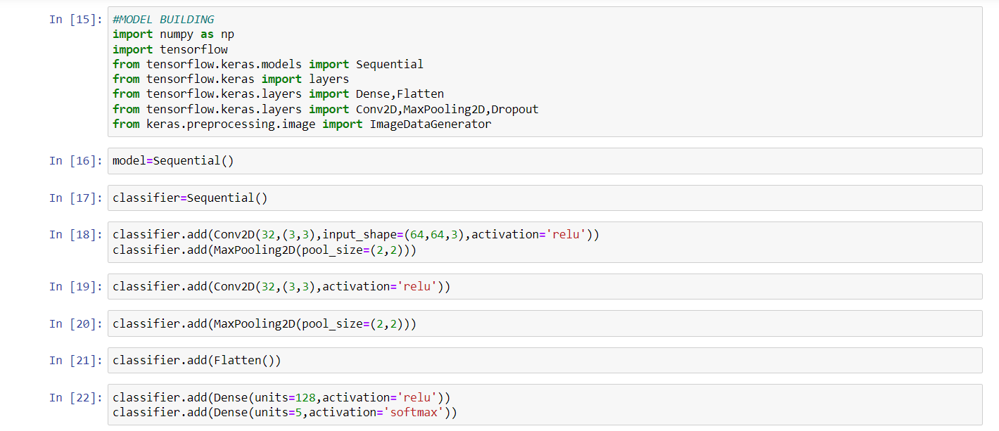 In [15]: #MODEL BUILDING
import numpy as np
import tensorflow
from tensorflow.keras.models import Sequential
from tensorflow.keras import layers
from tensorflow.keras.layers import Dense,Flatten
from tensorflow.keras.layers import Conv2D,MaxPooling2D,Dropout
from keras.preprocessing.image import ImageDataGenerator
In [16]: model=Sequential()
In [17]: classifier=Sequential()
In [18]: classifier.add(Conv2D(32,(3,3),input_shape=(64,64,3),activation='relu'))
classifier.add(MaxPooling2D(pool_size=(2,2)))
In [19]: classifier.add(Conv2D(32,(3,3),activation='relu'))
In [20]: classifier.add(MaxPooling2D(pool_size=(2,2)))
In [21]: classifier.add(Flatten())
In [22]: classifier.add(Dense(units=128,activation='relu'))
classifier.add(Dense(units=5,activation='softmax'))